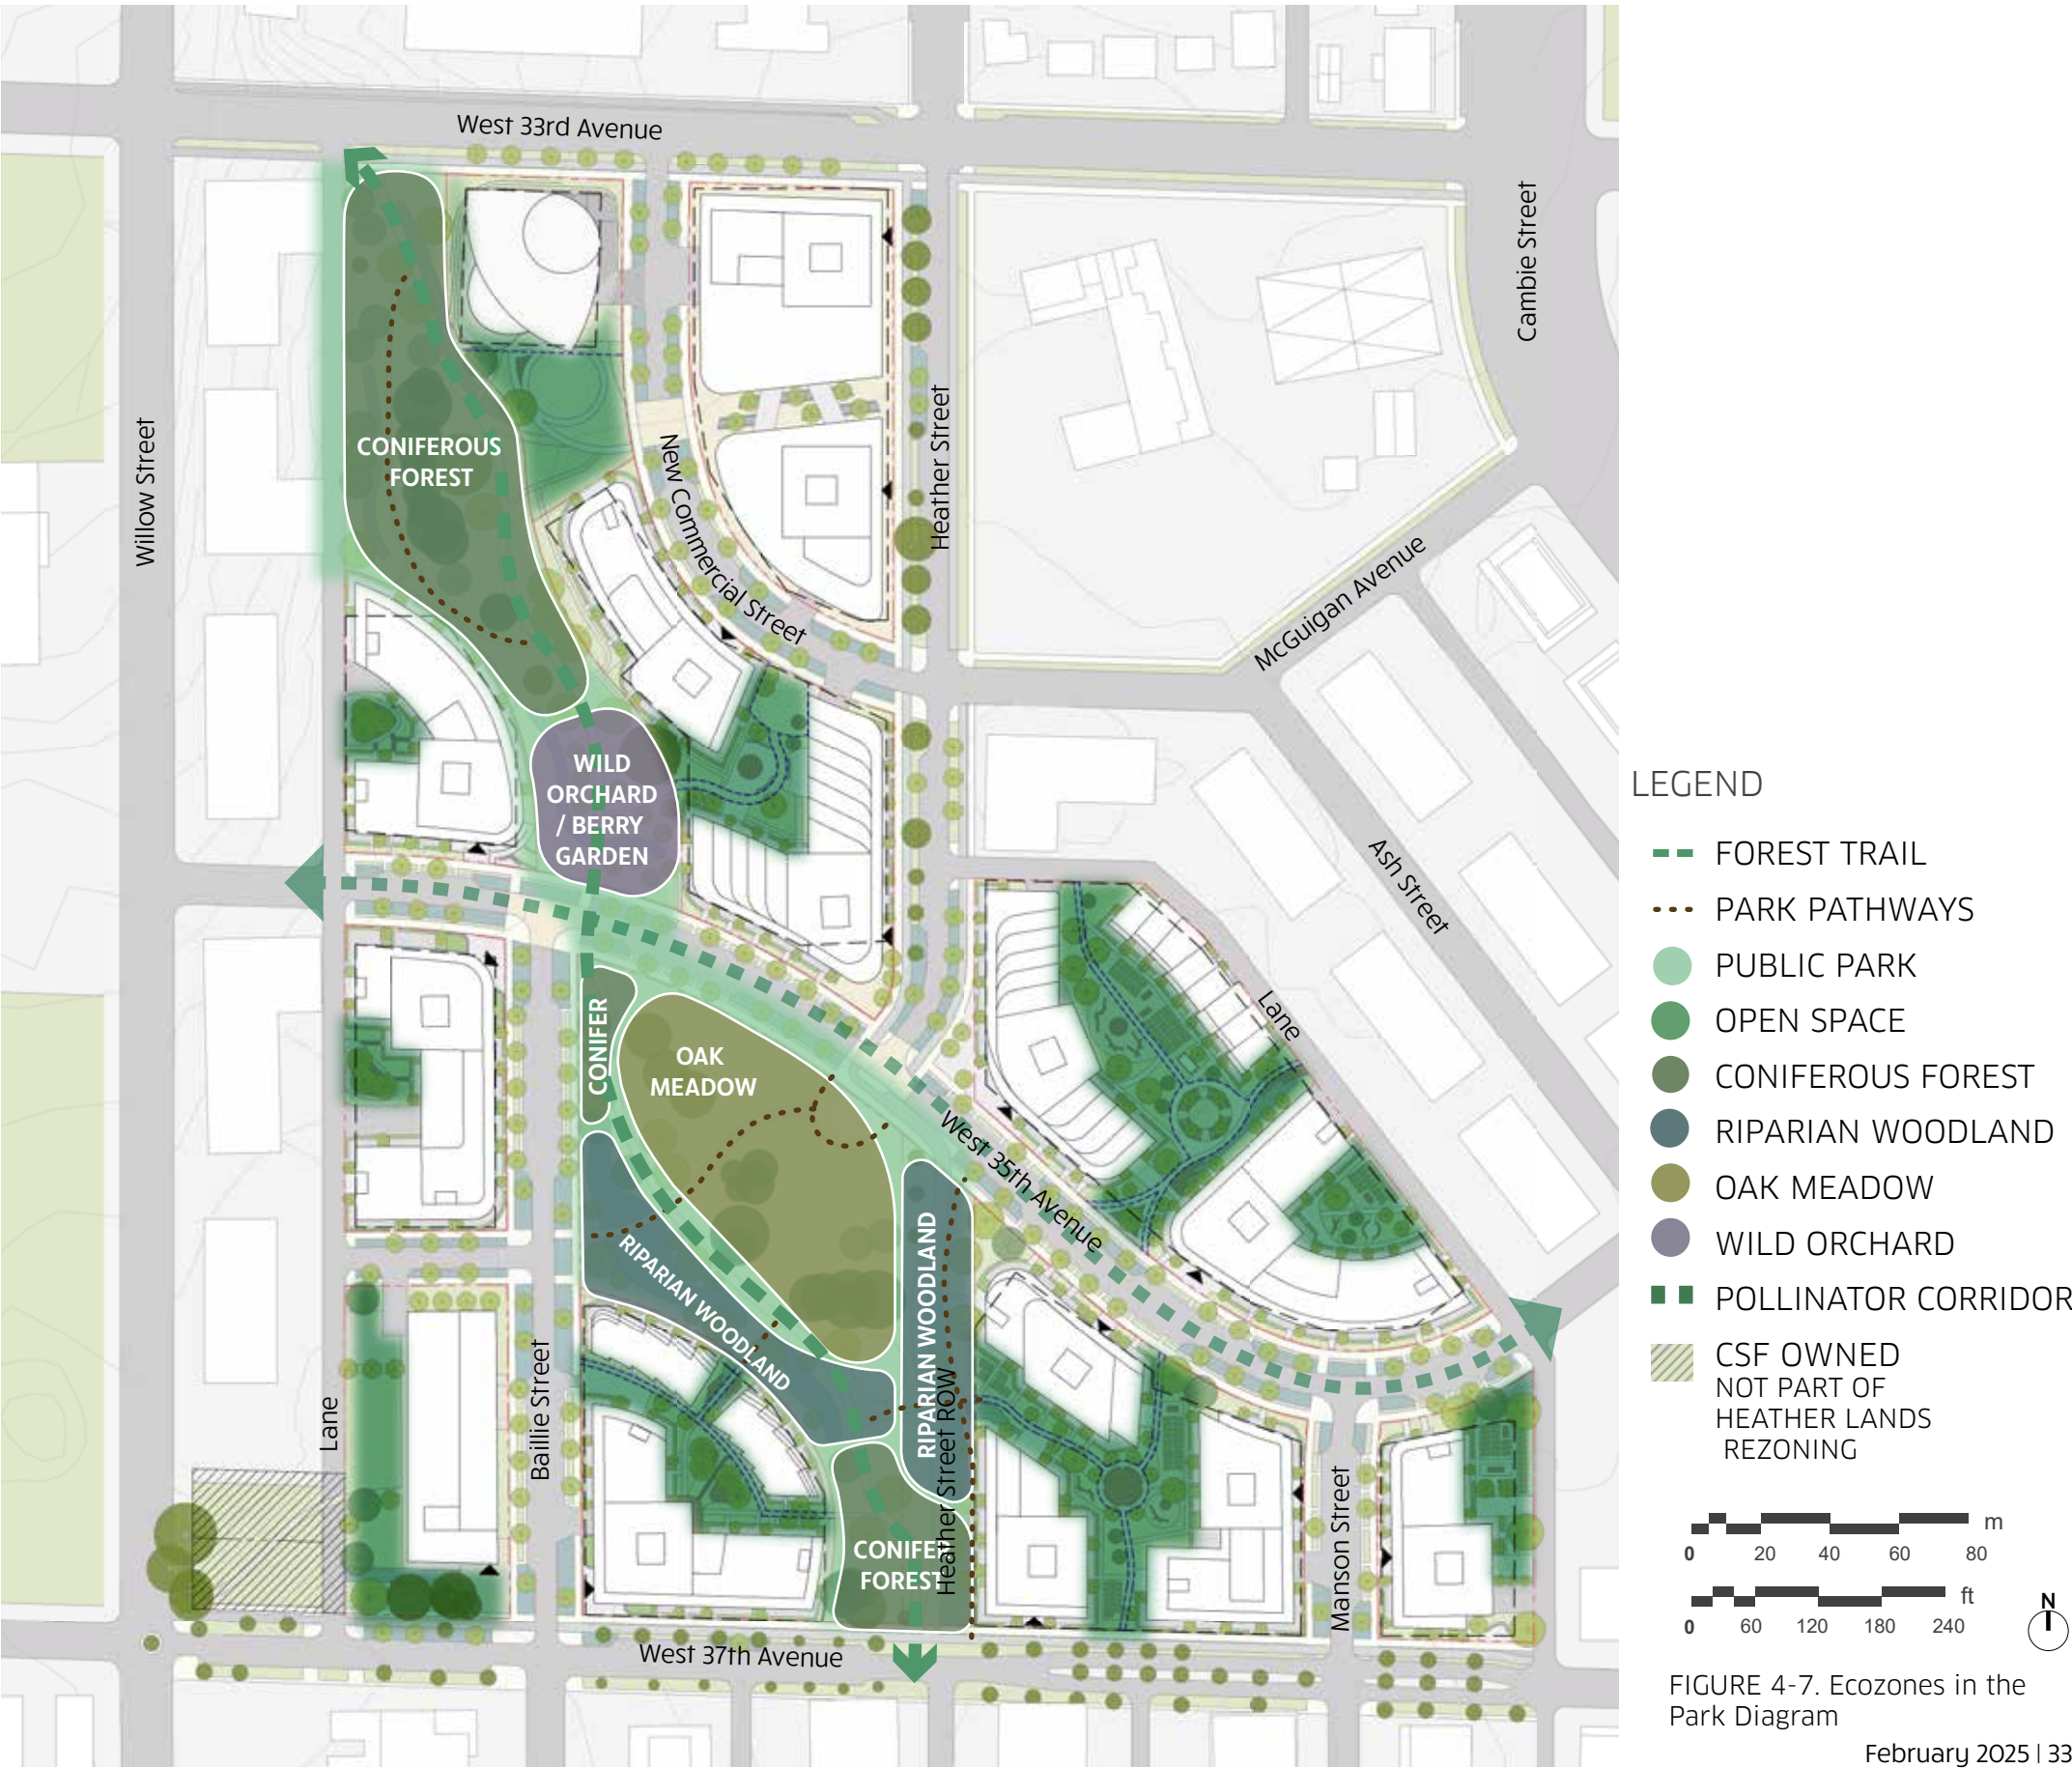 West 33rd Avenue
Willow Street
CONIFEROUS
FOREST
New Commercial Street
Heather Street
Cambie Street
McGuigan Avenue
WILD
ORCHARD
/ BERRY
GARDEN
Ash Street
Lane
CONIFER
OAK
MEADOW
West 35th Avenue
RIPARIAN WOODLAND
RIPARIAN WOODLAND
Heather Street ROW
Lane
Baillie Street
CONIFER
FOREST
Manson Street
West 37th Avenue
LEGEND
FOREST TRAIL
PARK PATHWAYS
PUBLIC PARK
OPEN SPACE
CONIFEROUS FOREST
RIPARIAN WOODLAND
OAK MEADOW
WILD ORCHARD
POLLINATOR CORRIDOR
CSF OWNED
NOT PART OF
HEATHER LANDS
REZONING
m
0 20 40 60 80
ft
0 60 120 180 240
N
FIGURE 4-7. Ecozones in the
Park Diagram
February 2025 | 33